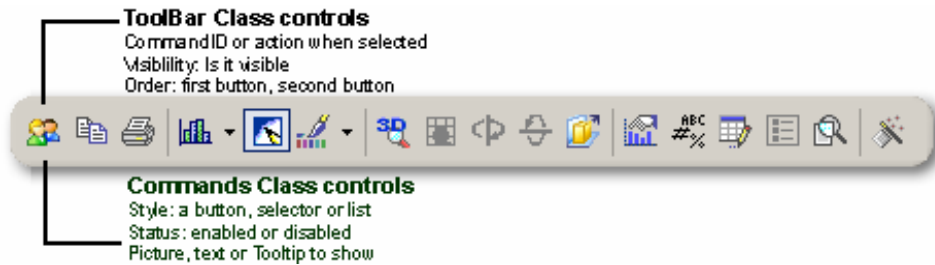 ToolBar Class controls
CommandID or action when selected
Visiblility: Is it visible
Order: first button, second button
3D
ABC
#%
Commands Class controls
Style: a button, selector or list
Status: enabled or disabled
Picture, text or Tooltip to show